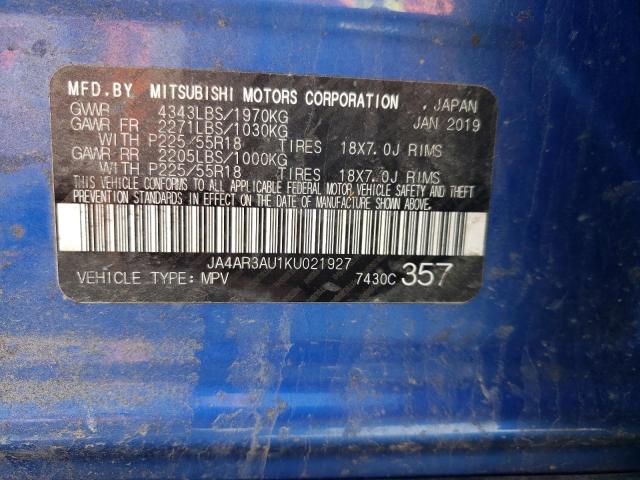 MFD.BY MITSUBISHI MOTORS CORPORATION . JAPAN
GVWR 4343LBS/1970KG JAN 2019
GAWR FR 2271LBS/1030KG
WITH P225/55R18 TIRES 18X7.0J RIMS
GAWR RR 2205LBS/1000KG
WITH P225/55R18 TIRES 18X7.0J RIMS
THIS VEHICLE CONFORMS TO ALL APPLICABLE FEDERAL MOTOR VEHICLE SAFETY AND THEFT
PREVENTION STANDARDS IN EFFECT ON THE DATE OF MANUFACTURE SHOWN ABOVE.
JA4AR3AU1KU021927
VEHICLE TYPE: MPV 7430C 357